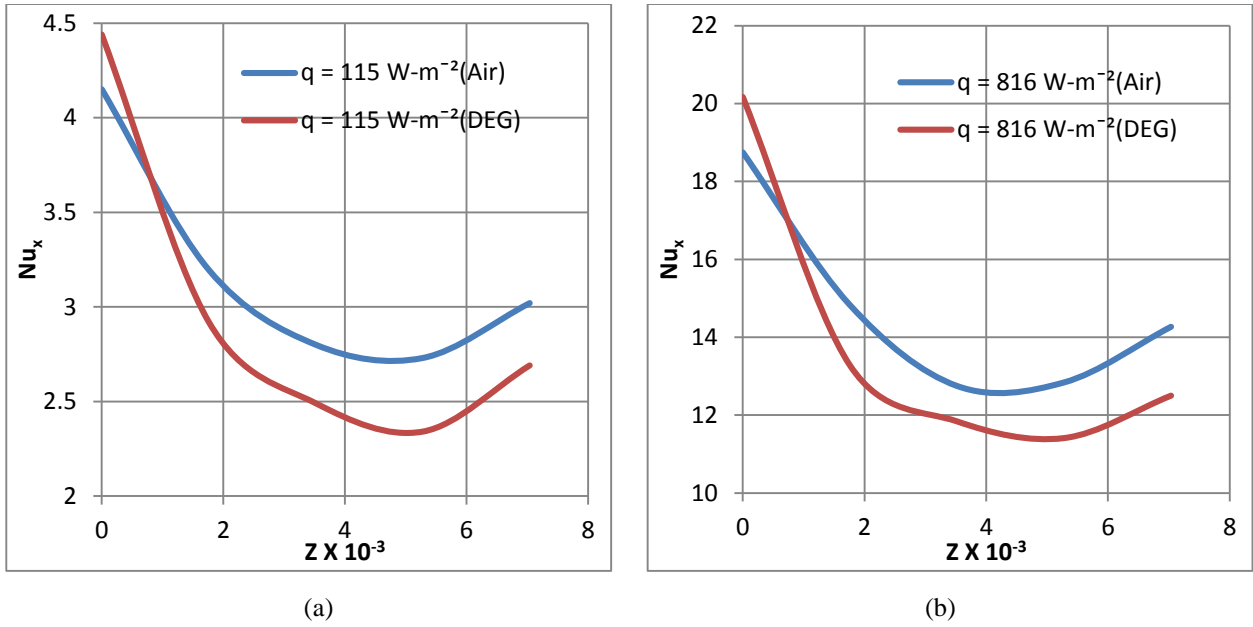 4.5
4
3.5
3
2.5
2
Nuₓ
q = 115 W-m⁻²(Air)
q = 115 W-m⁻²(DEG)
0 2 4 6 8
Z X 10⁻³
(a)
22
20
18
16
14
12
10
Nuₓ
q = 816 W-m⁻²(Air)
q = 816 W-m⁻²(DEG)
0 2 4 6 8
Z X 10⁻³
(b)